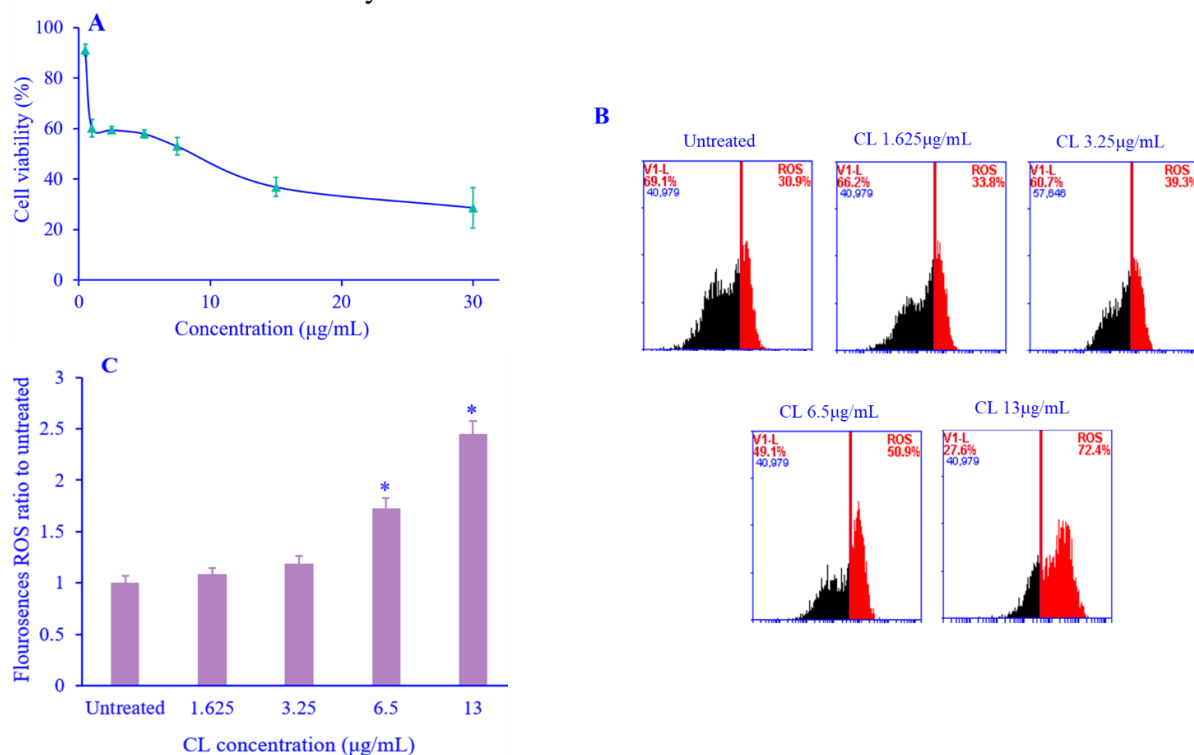 y
A
100
80
60
40
20
0
0
10
20
30
Cell viability (%)
Concentration (µg/mL)
B
Untreated
CL 1.625µg/mL
CL 3.25µg/mL
V1-L
69.1%
40,979
ROS
30.9%
V1-L
66.2%
40,979
ROS
33.8%
V1-L
60.7%
57,646
ROS
39.3%
CL 6.5µg/mL
CL 13µg/mL
V1-L
49.1%
40,979
ROS
50.9%
V1-L
27.6%
40,979
ROS
72.4%
C
3
2.5
2
1.5
1
0.5
0
*
*
Flourosences ROS ratio to untreated
Untreated 1.625 3.25 6.5 13
CL concentration (µg/mL)